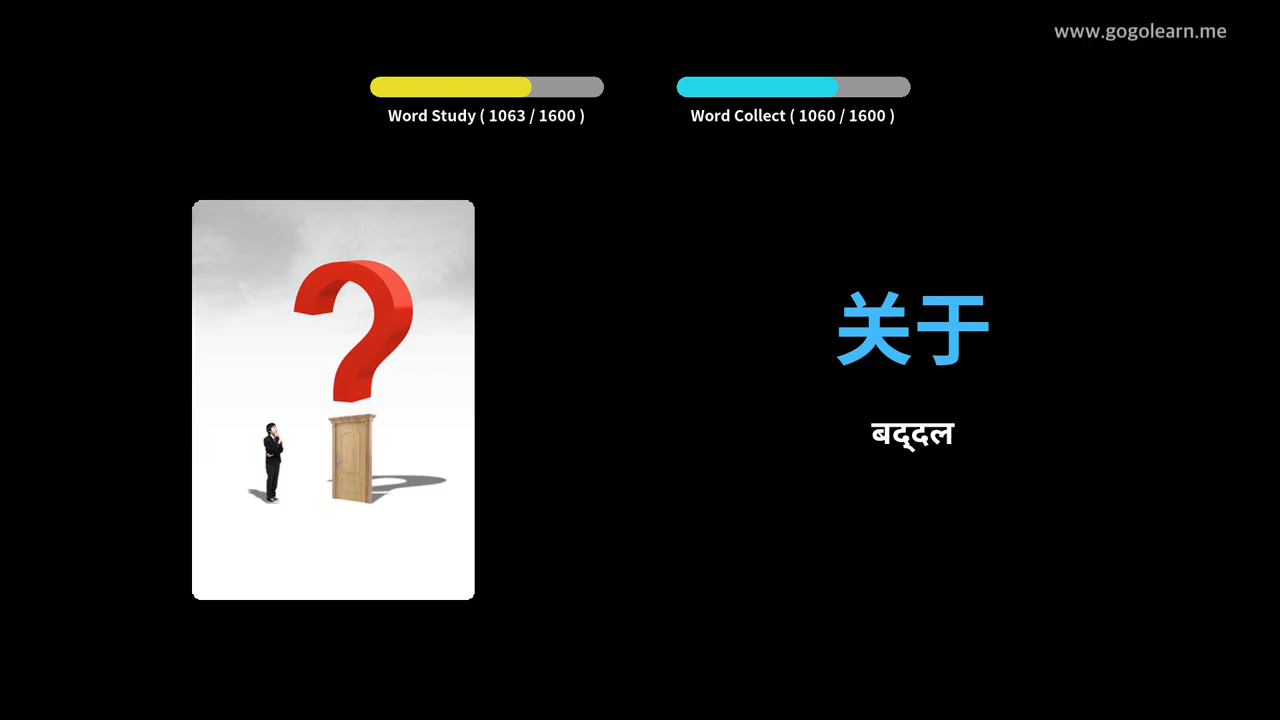 www.gogolearn.me
Word Study ( 1063 / 1600 )
Word Collect ( 1060 / 1600 )
关于
बद्दल